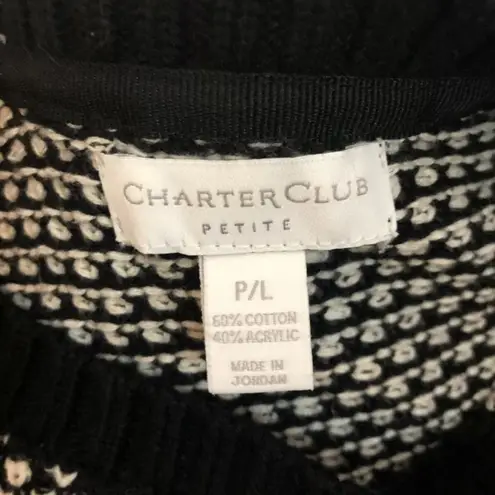 CHARTER CLUB
PETITE
P/L
60% COTTON
40% ACRYLIC
MADE IN
JORDAN